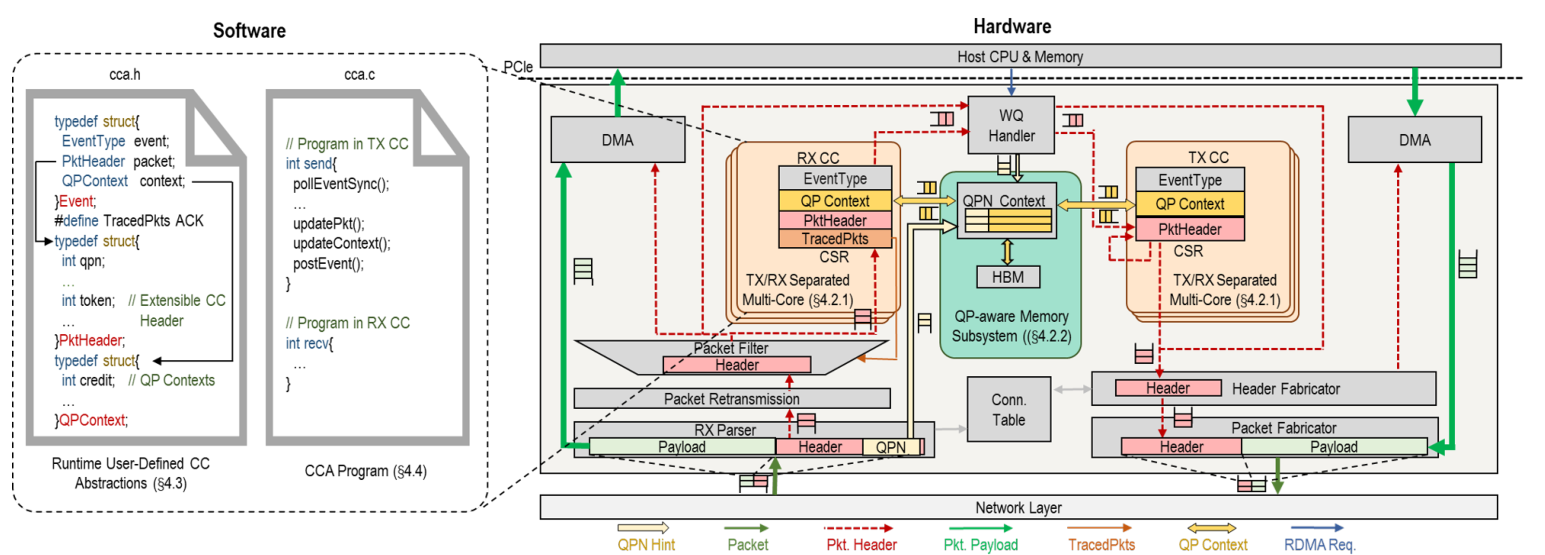 Software
Hardware
cca.h
cca.c
typedef struct{
EventType event;
PktHeader packet;
QPContext context;
}Event;
#define TracedPkts ACK
typedef struct{
int qpn;
...
int token; // Extensible CC
Header
...
}PktHeader;
typedef struct{
int credit; // QP Contexts
...
}QPContext;
Runtime User-Defined CC
Abstractions (§4.3)
// Program in TX CC
int send{
pollEventSync();
...
updatePkt();
updateContext();
postEvent();
}
// Program in RX CC
int recv((
...
}
CCA Program (§4.4)
PCIe
Host CPU & Memory
DMA
WQ
Handler
DMA
RX CC
EventType
QP Context
PktHeader
TracedPkts
CSR
TX/RX Separated
Multi-Core (§4.2.1)
QPN Context
HBM
QP-aware Memory
Subsystem ((§4.2.2)
TX CC
EventType
QP Context
PktHeader
CSR
TX/RX Separated
Multi-Core (§4.2.1)
Packet Filter
Header
Packet Retransmission
RX Parser
Payload
Header
QPN
Conn.
Table
Header
Header Fabricator
Packet Fabricator
Header
Payload
Network Layer
QPN Hint
Packet
Pkt. Header
Pkt. Payload
TracedPkts
QP Context
RDMA Req.